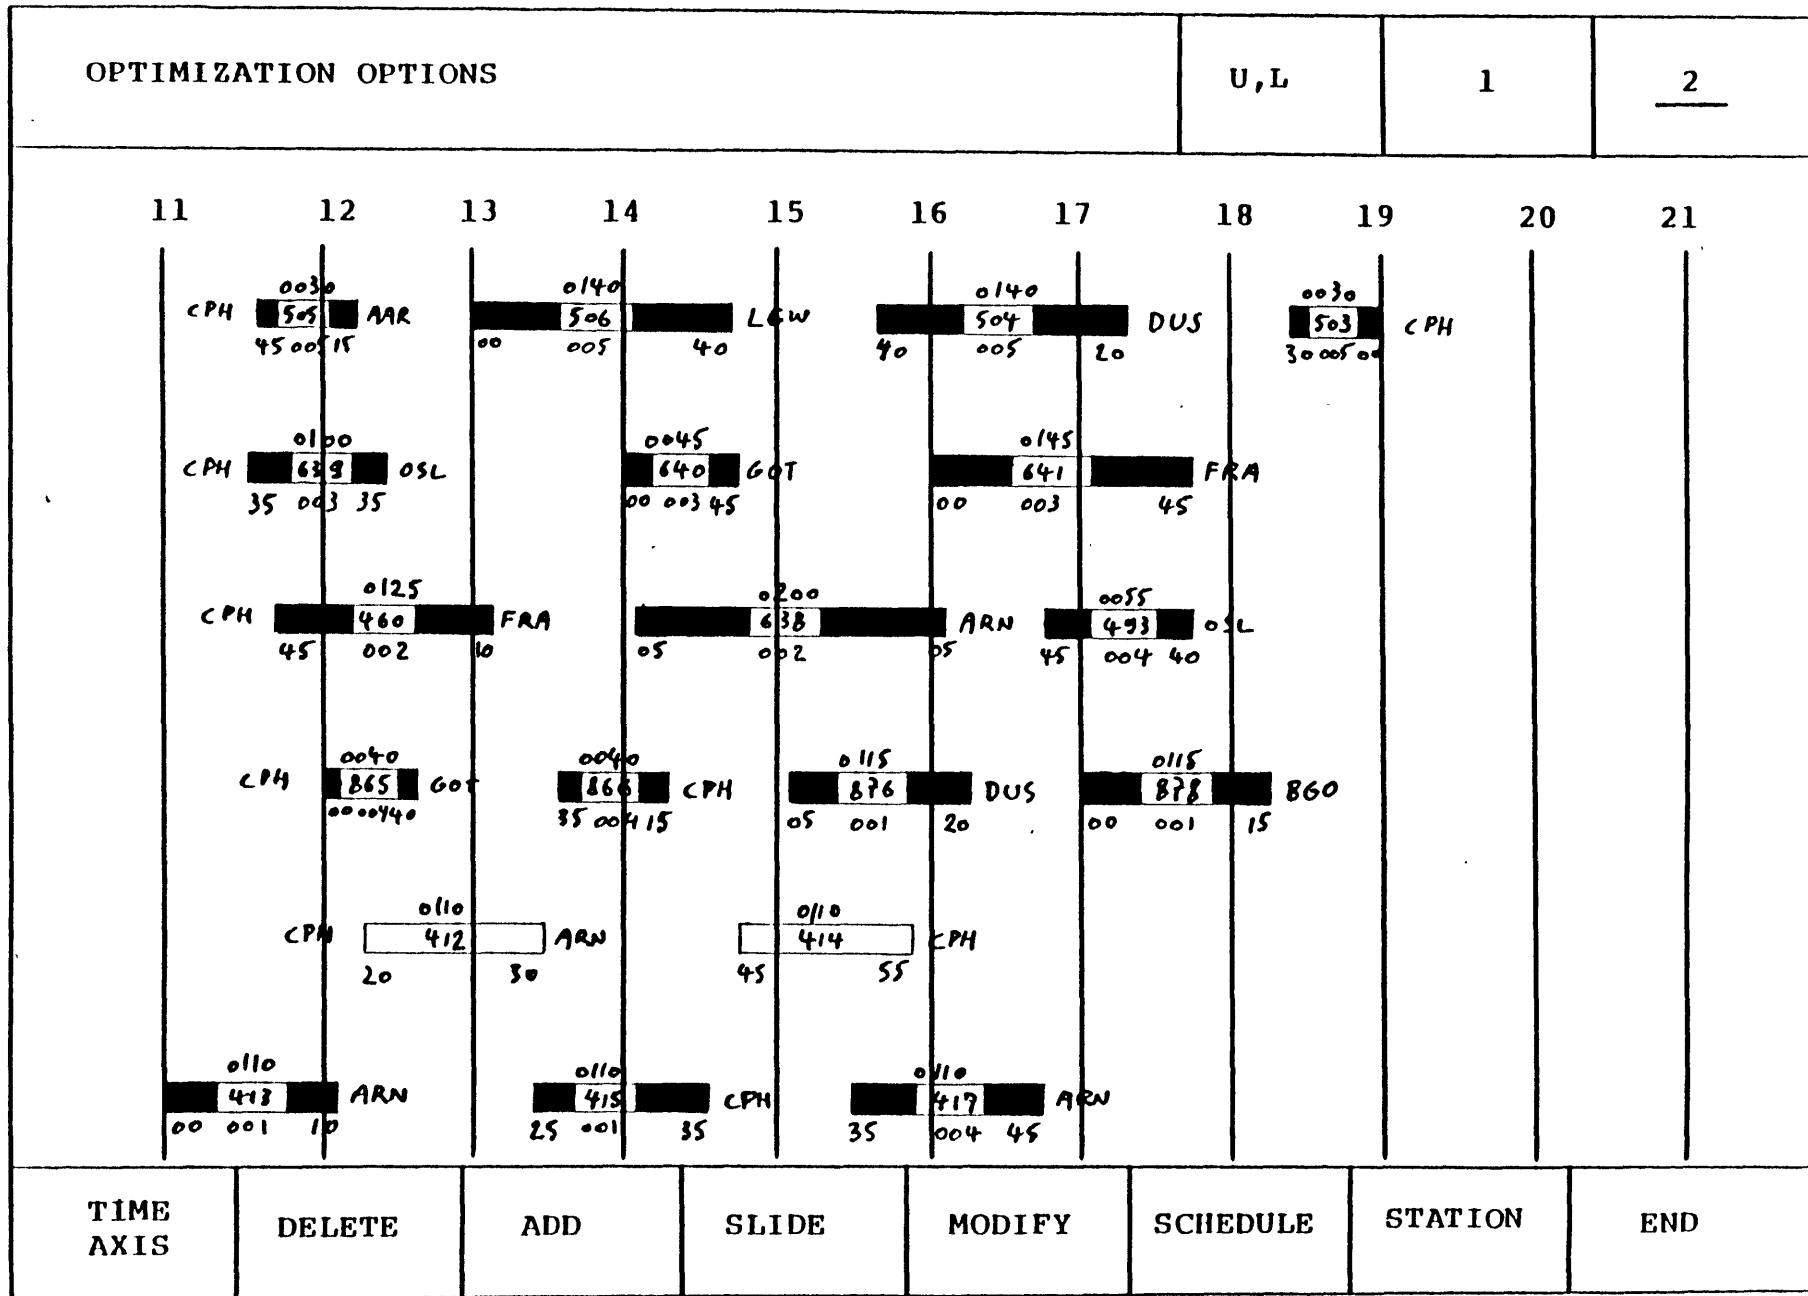 OPTIMIZATION OPTIONS U,L 1 2
11 12 13 14 15 16 17 18 19 20 21
0030 0140 0140 0030
CPH 505 AAR 506 LGW 504 DUS 503 CPH
45 005 15 00 005 40 40 005 20 30 005 00
0100 0045 0145
CPH 639 OSL 640 GOT 641 FRA
35 003 35 00 003 45 00 003 45
0125 0200 0055
CPH 460 FRA 638 ARN 493 OSL
45 002 10 05 002 05 45 004 40
0040 0040 0115 0115
CPH 865 GOT 866 CPH 876 DUS 878 BGO
00 004 40 35 004 15 05 001 20 00 001 15
0110 0110
CPH 412 ARN 414 CPH
20 30 45 55
0110 0110 0110
413 ARN 415 CPH 417 ARN
00 001 10 25 001 35 35 004 45
TIME AXIS DELETE ADD SLIDE MODIFY SCHEDULE STATION END